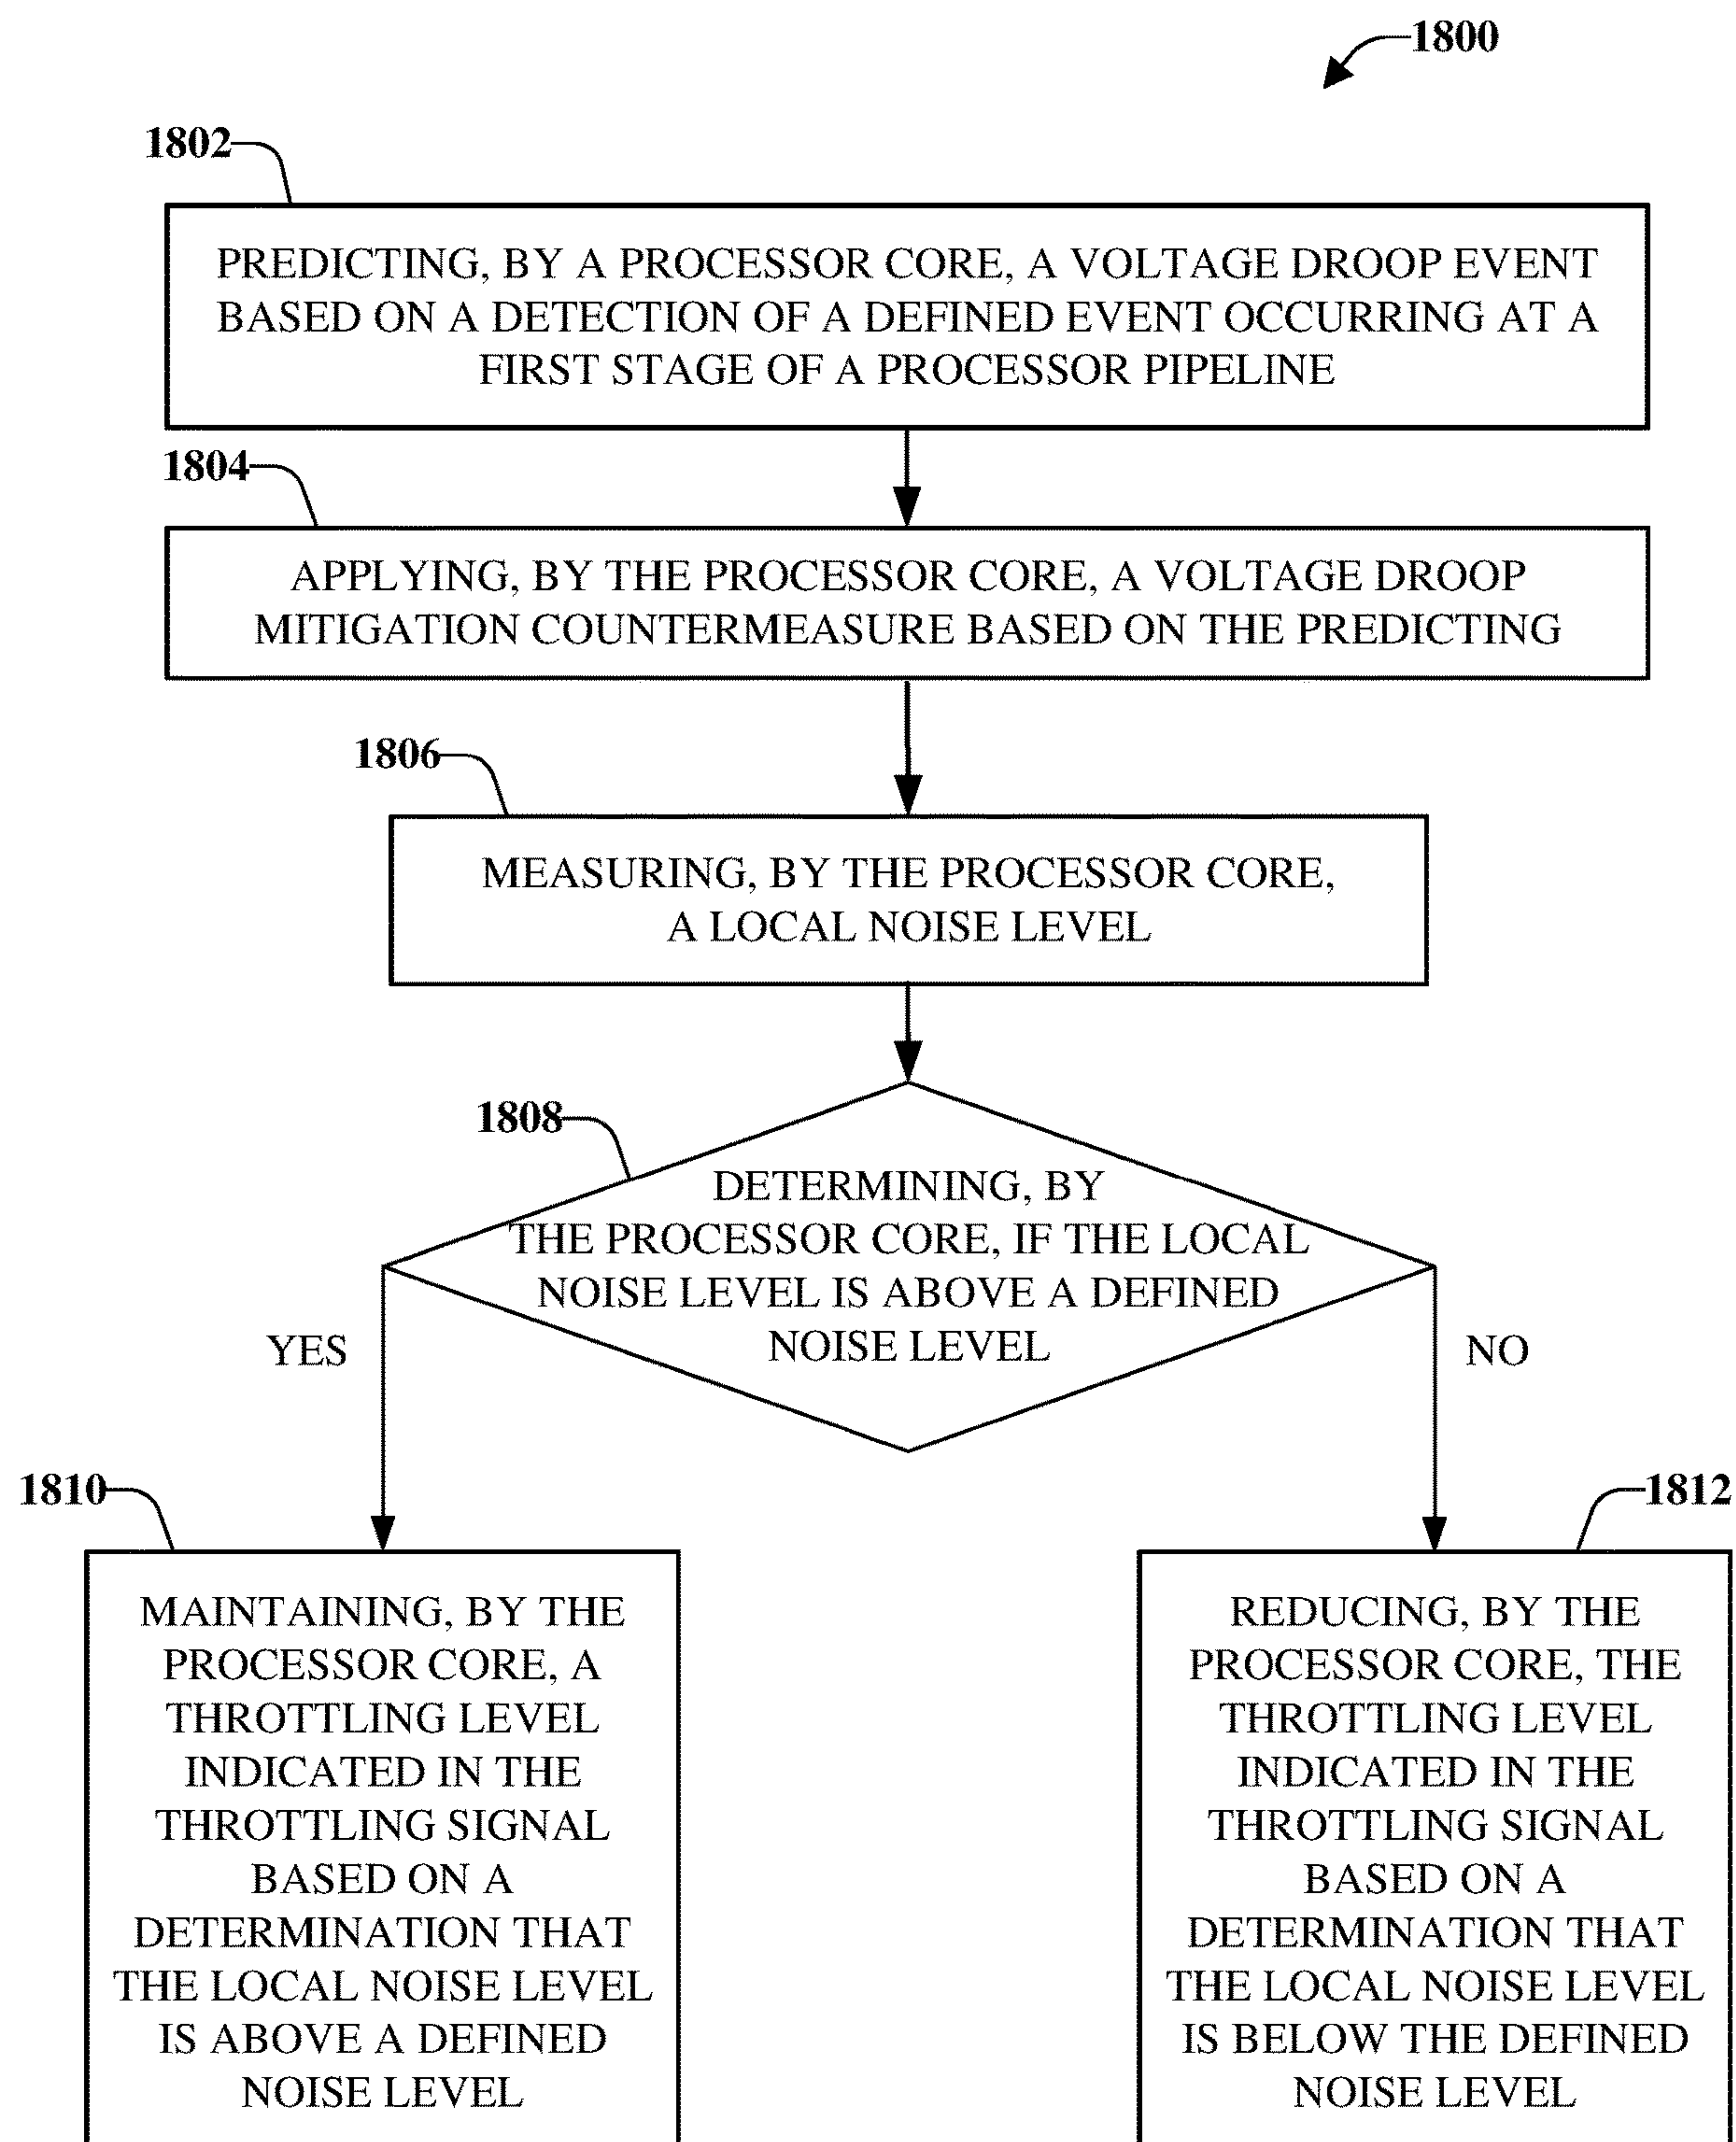 1800
1802
PREDICTING, BY A PROCESSOR CORE, A VOLTAGE DROOP EVENT
BASED ON A DETECTION OF A DEFINED EVENT OCCURRING AT A
FIRST STAGE OF A PROCESSOR PIPELINE
1804
APPLYING, BY THE PROCESSOR CORE, A VOLTAGE DROOP
MITIGATION COUNTERMEASURE BASED ON THE PREDICTING
1806
MEASURING, BY THE PROCESSOR CORE,
A LOCAL NOISE LEVEL
1808
DETERMINING, BY
THE PROCESSOR CORE, IF THE LOCAL
NOISE LEVEL IS ABOVE A DEFINED
NOISE LEVEL
YES
NO
1810
MAINTAINING, BY THE
PROCESSOR CORE, A
THROTTLING LEVEL
INDICATED IN THE
THROTTLING SIGNAL
BASED ON A
DETERMINATION THAT
THE LOCAL NOISE LEVEL
IS ABOVE A DEFINED
NOISE LEVEL
1812
REDUCING, BY THE
PROCESSOR CORE, THE
THROTTLING LEVEL
INDICATED IN THE
THROTTLING SIGNAL
BASED ON A
DETERMINATION THAT
THE LOCAL NOISE LEVEL
IS BELOW THE DEFINED
NOISE LEVEL